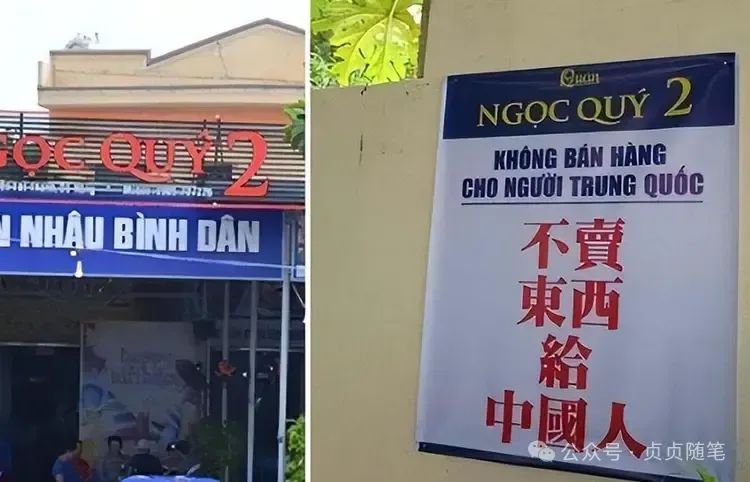 GỌC QUÝ 2
N NHẬU BÌNH DÂN
Quán
NGỌC QUÝ 2
KHÔNG BÁN HÀNG
CHO NGƯỜI TRUNG QUỐC
不賣
東西
給
中國人
公众号 · 贞贞随笔